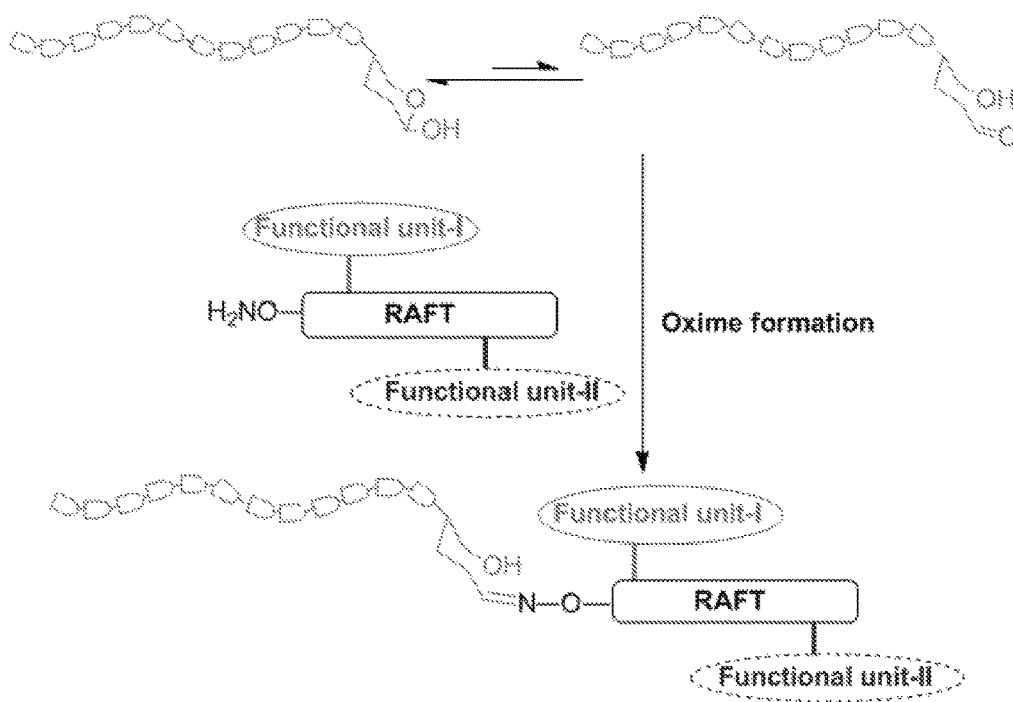 O
OH
OH
O
Functional unit-I
H₂NO
RAFT
Functional unit-II
Oxime formation
Functional unit-I
OH
N
O
RAFT
Functional unit-II